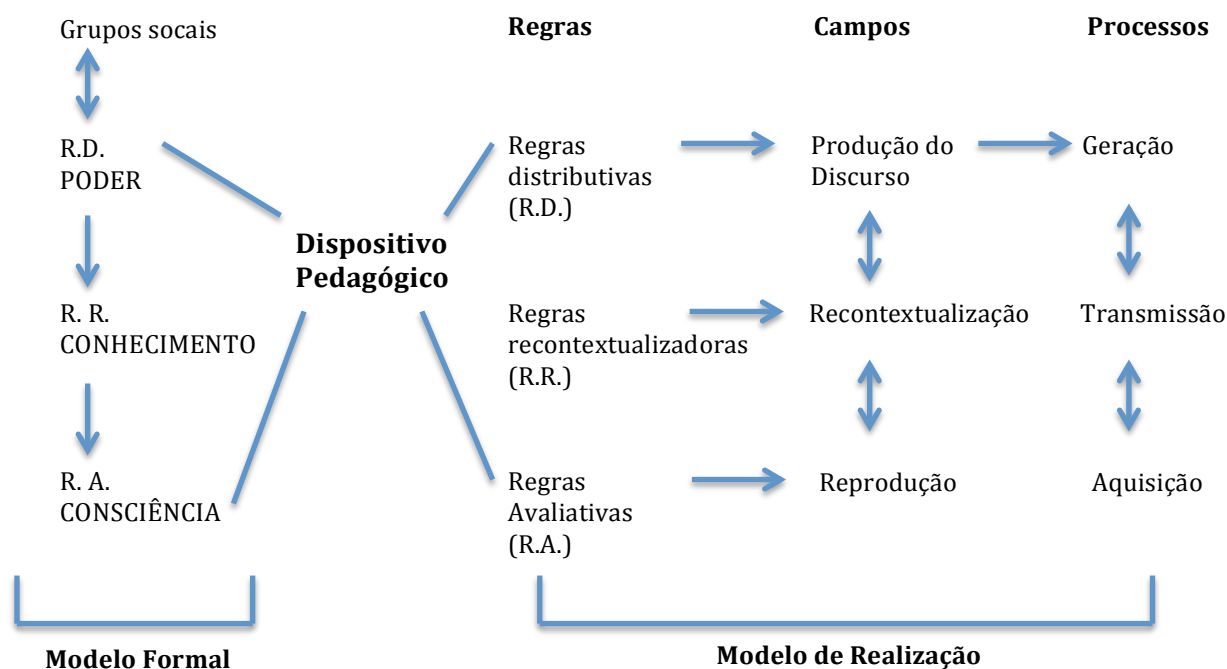 Grupos socais
Regras
Campos
Processos
R.D.
PODER
Regras
distributivas
(R.D.)
Produção do
Discurso
Geração
Dispositivo
Pedagógico
R. R.
CONHECIMENTO
Regras
recontextualizadoras
(R.R.)
Recontextualização
Transmissão
R. A.
CONSCIÊNCIA
Regras
Avaliativas
(R.A.)
Reprodução
Aquisição
Modelo Formal
Modelo de Realização